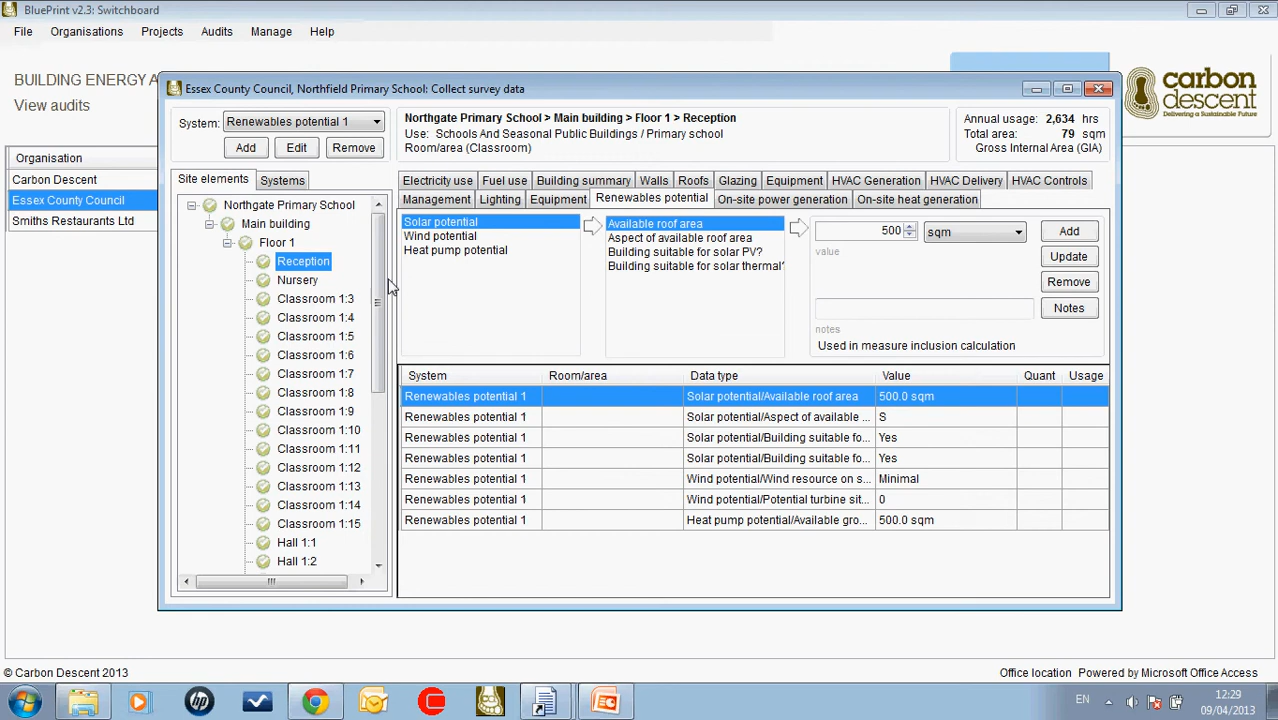 BluePrint v2.3: Switchboard
File Organisations Projects Audits Manage Help
BUILDING ENERGY A
View audits
carbon
descent
Delivering a Sustainable Future
Organisation
Carbon Descent
Essex County Council
Smiths Restaurants Ltd
Essex County Council, Northfield Primary School: Collect survey data
System: Renewables potential 1
Add Edit Remove
Northgate Primary School > Main building > Floor 1 > Reception
Use: Schools And Seasonal Public Buildings / Primary school
Room/area (Classroom)
Annual usage: 2,634 hrs
Total area: 79 sqm
Gross Internal Area (GIA)
Site elements Systems
Northgate Primary School
Main building
Floor 1
Reception
Nursery
Classroom 1:3
Classroom 1:4
Classroom 1:5
Classroom 1:6
Classroom 1:7
Classroom 1:8
Classroom 1:9
Classroom 1:10
Classroom 1:11
Classroom 1:12
Classroom 1:13
Classroom 1:14
Classroom 1:15
Hall 1:1
Hall 1:2
Electricity use Fuel use Building summary Walls Roofs Glazing Equipment HVAC Generation HVAC Delivery HVAC Controls
Management Lighting Equipment Renewables potential On-site power generation On-site heat generation
Solar potential
Wind potential
Heat pump potential
Available roof area
Aspect of available roof area
Building suitable for solar PV?
Building suitable for solar thermal?
500 sqm
value
notes
Used in measure inclusion calculation
Add
Update
Remove
Notes
System Room/area Data type Value Quant Usage
Renewables potential 1 Solar potential/Available roof area 500.0 sqm
Renewables potential 1 Solar potential/Aspect of available ... S
Renewables potential 1 Solar potential/Building suitable fo... Yes
Renewables potential 1 Solar potential/Building suitable fo... Yes
Renewables potential 1 Wind potential/Wind resource on s... Minimal
Renewables potential 1 Wind potential/Potential turbine sit... 0
Renewables potential 1 Heat pump potential/Available gro... 500.0 sqm
© Carbon Descent 2013
Office location Powered by Microsoft Office Access
EN
12:29
09/04/2013